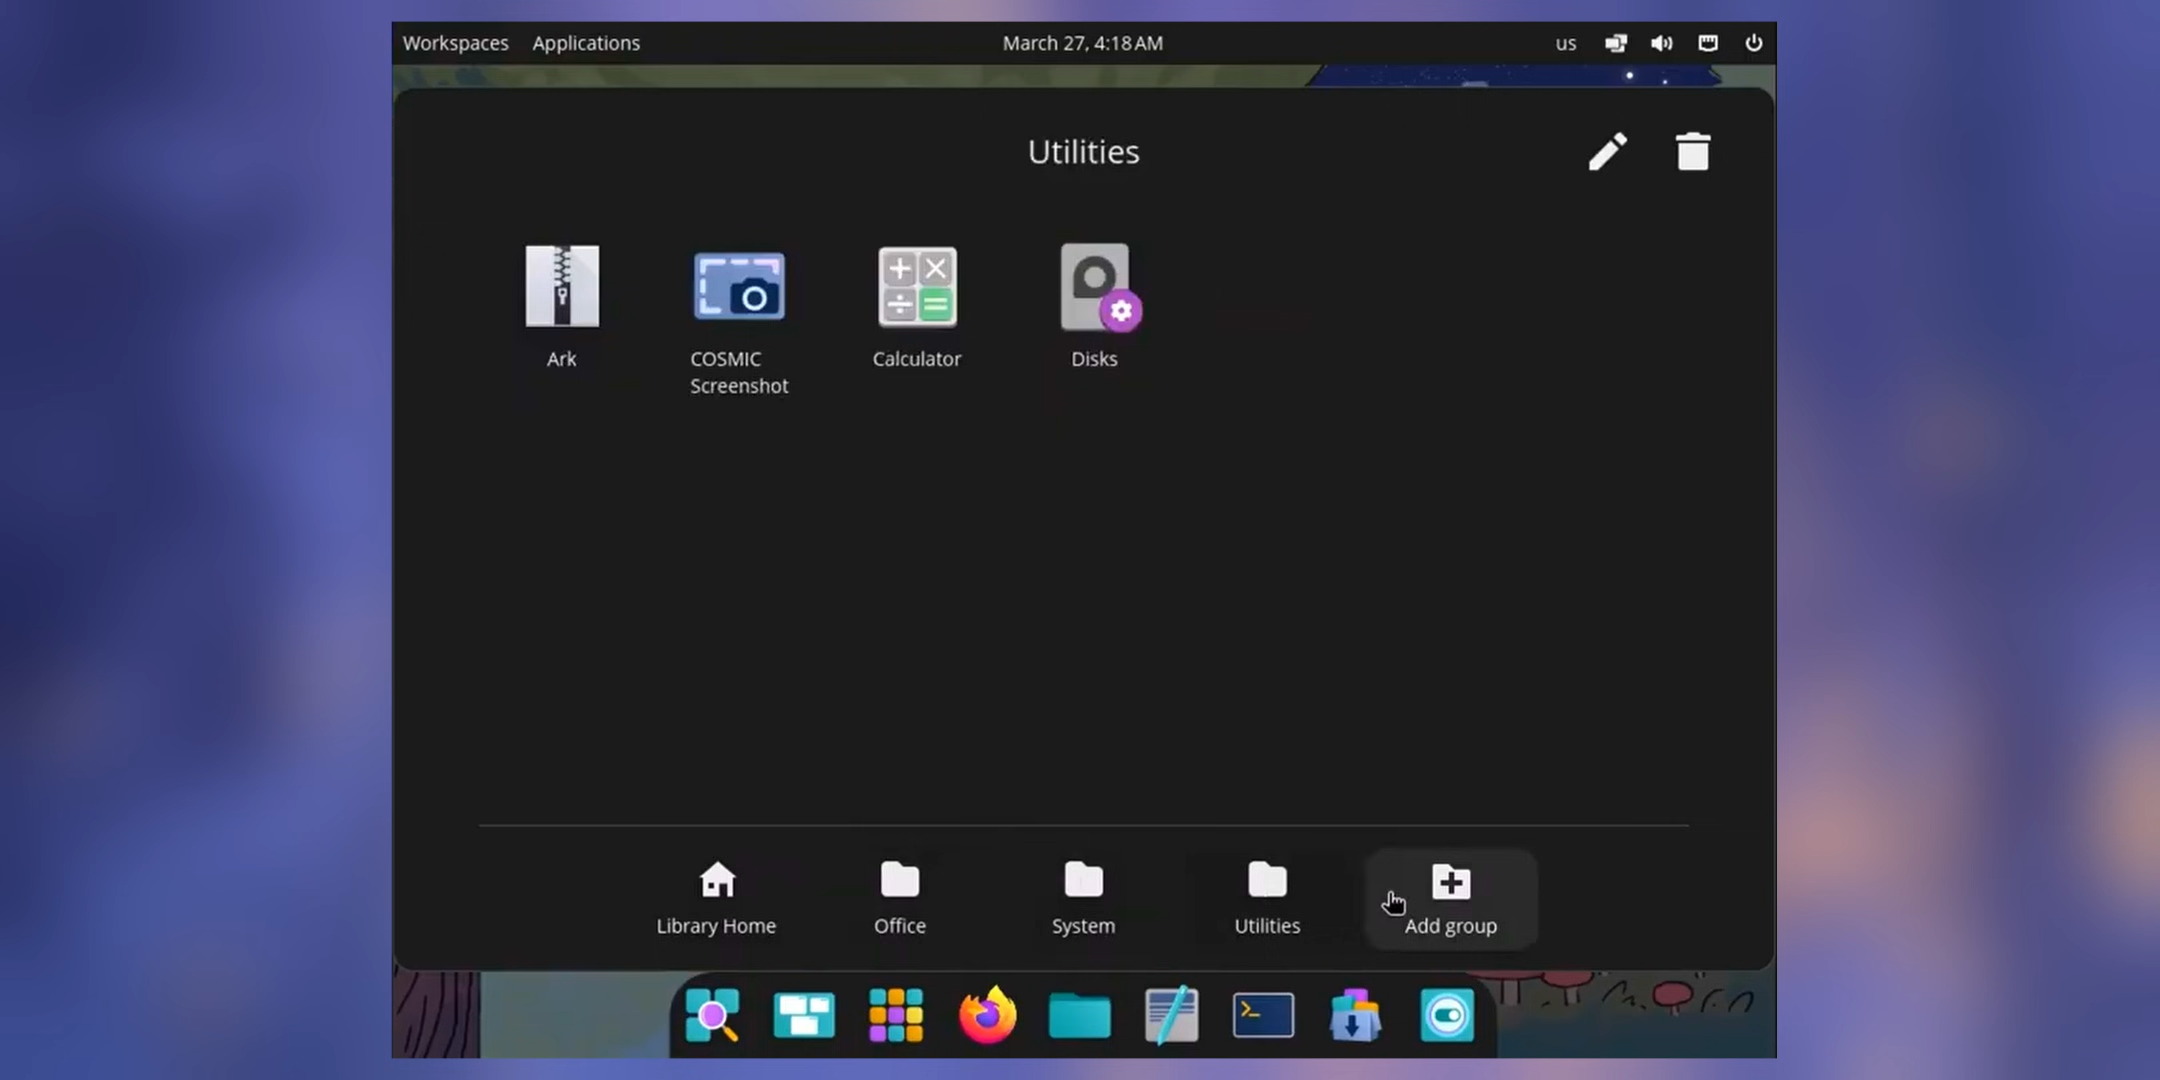 Workspaces Applications March 27, 4:18 AM us
Utilities
Ark
COSMIC
Screenshot
Calculator
Disks
Library Home
Office
System
Utilities
Add group